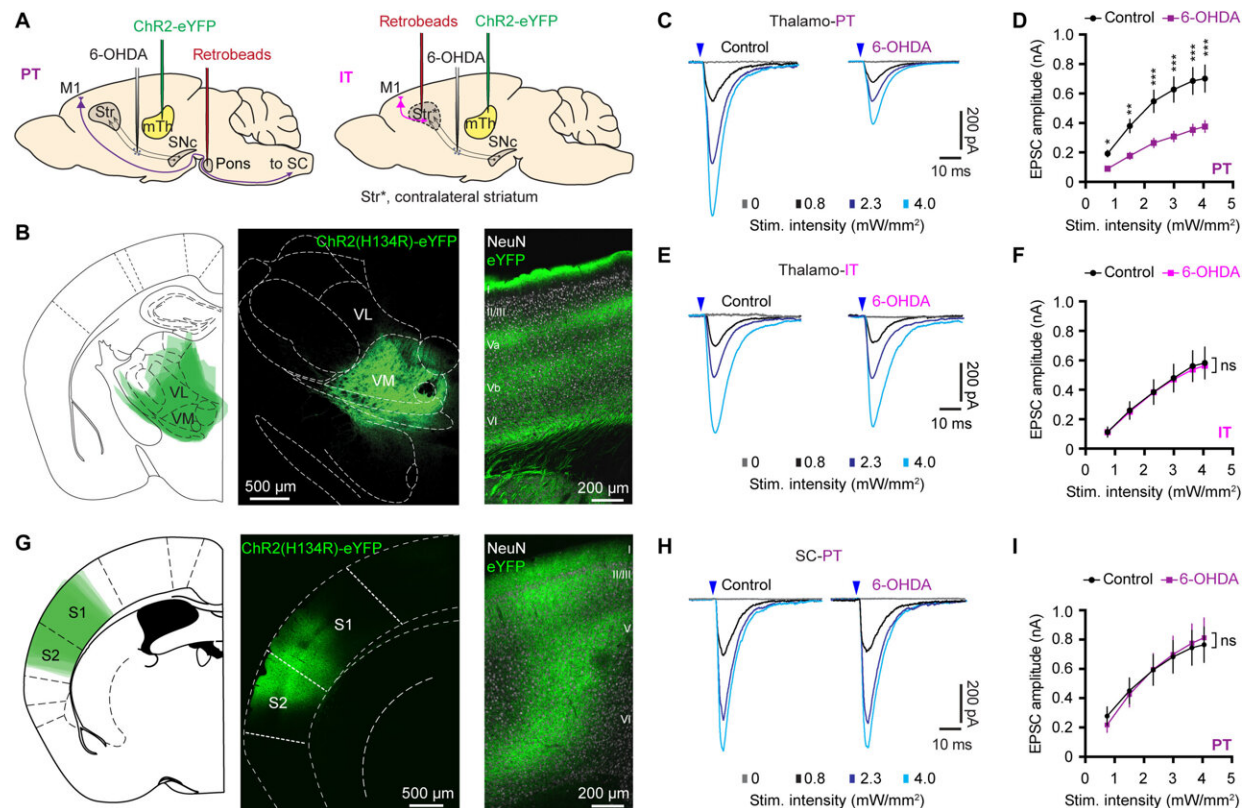 A
PT
ChR2-eYFP
6-OHDA
Retrobeads
M1
Str
mTh
SNc
Pons
to SC
Retrobeads
ChR2-eYFP
6-OHDA
IT
M1
Str*
mTh
SNc
Str*, contralateral striatum
B
VL
VM
ChR2(H134R)-eYFP
VL
VM
500 µm
NeuN
eYFP
II/III
Va
Vb
VI
200 µm
C
Thalamo-PT
Control
6-OHDA
200 pA
10 ms
0 0.8 2.3 4.0
Stim. intensity (mW/mm²)
D
Control 6-OHDA
EPSC amplitude (nA)
1.0
0.8
0.6
0.4
0.2
0
* ** *** *** *** ***
PT
0 1 2 3 4 5
Stim. intensity (mW/mm²)
E
Thalamo-IT
Control
6-OHDA
200 pA
10 ms
0 0.8 2.3 4.0
Stim. intensity (mW/mm²)
F
Control 6-OHDA
EPSC amplitude (nA)
1.0
0.8
0.6
0.4
0.2
0
ns
IT
0 1 2 3 4 5
Stim. intensity (mW/mm²)
G
S1
S2
ChR2(H134R)-eYFP
S1
S2
500 µm
NeuN
eYFP
I
II/III
V
VI
200 µm
H
SC-PT
Control
6-OHDA
200 pA
10 ms
0 0.8 2.3 4.0
Stim. intensity (mW/mm²)
I
Control 6-OHDA
EPSC amplitude (nA)
1.0
0.8
0.6
0.4
0.2
0
ns
PT
0 1 2 3 4 5
Stim. intensity (mW/mm²)